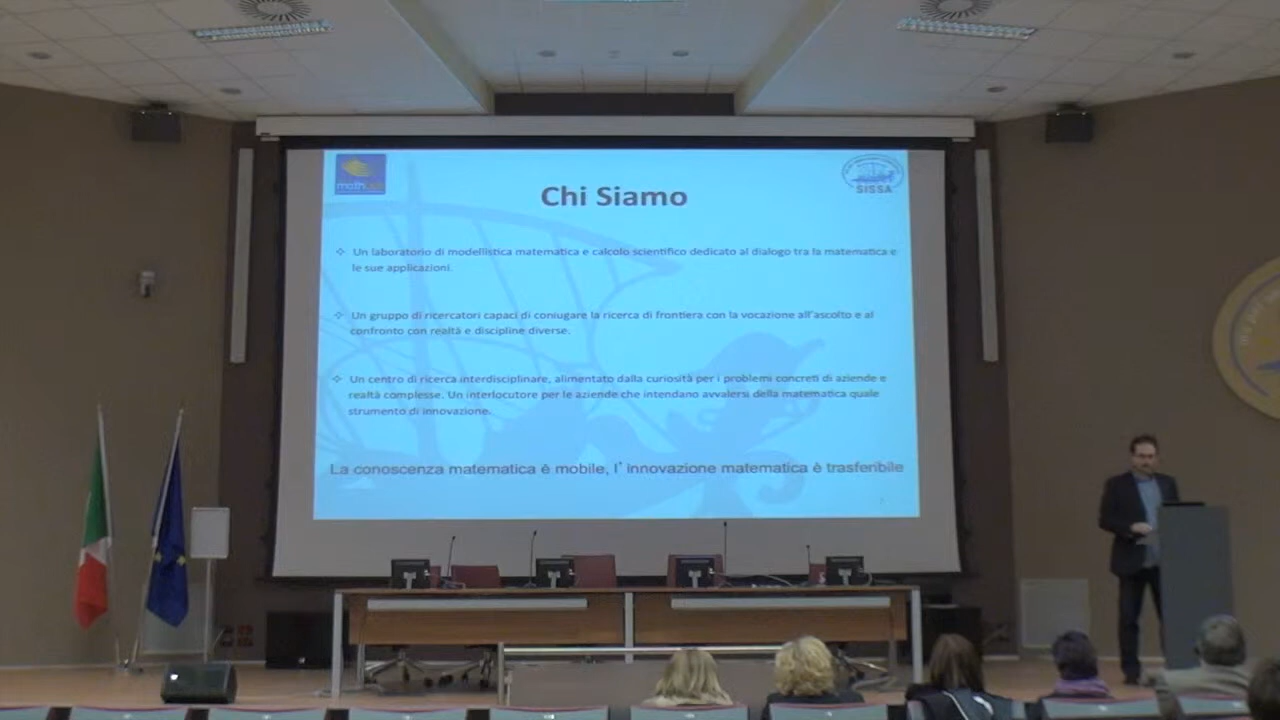 math
SISSA
Chi Siamo
Un laboratorio di modellistica matematica e calcolo scientifico dedicato al dialogo tra la matematica e
le sue applicazioni.
Un gruppo di ricercatori capaci di coniugare la ricerca di frontiera con la vocazione all'ascolto e al
confronto con realtà e discipline diverse.
Un centro di ricerca interdisciplinare, alimentato dalla curiosità per i problemi concreti di aziende e
realtà complesse. Un interlocutore per le aziende che intendano avvalersi della matematica quale
strumento di innovazione.
La conoscenza matematica è mobile, l' innovazione matematica è trasferibile